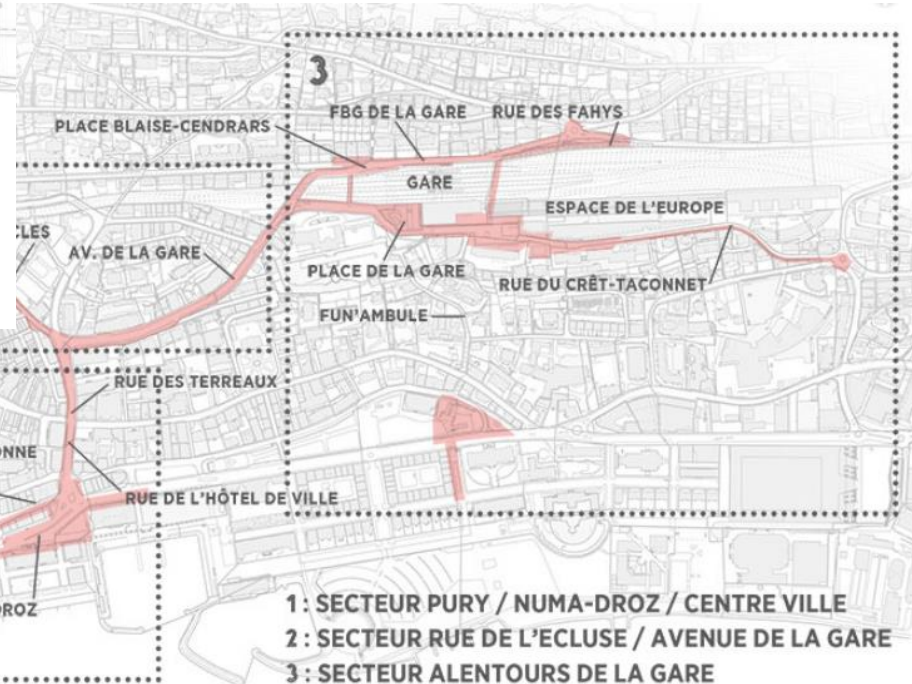 3
FBG DE LA GARE
RUE DES FAHYS
PLACE BLAISE-CENDRARS
GARE
ESPACE DE L'EUROPE
AV. DE LA GARE
PLACE DE LA GARE
RUE DU CRÊT-TACONNET
FUN'AMBULE
RUE DES TERREAUX
RUE DE L'HÔTEL DE VILLE
1 : SECTEUR PURY / NUMA-DROZ / CENTRE VILLE
2 : SECTEUR RUE DE L'ECLUSE / AVENUE DE LA GARE
3 : SECTEUR ALENTOURS DE LA GARE